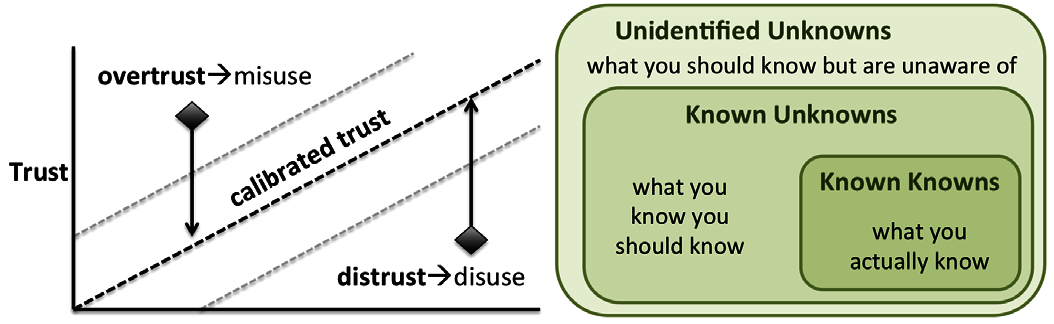 overtrust→misuse
Trust
calibrated trust
distrust→disuse
Unidentified Unknowns
what you should know but are unaware of
Known Unknowns
what you
know you
should know
Known Knowns
what you
actually know